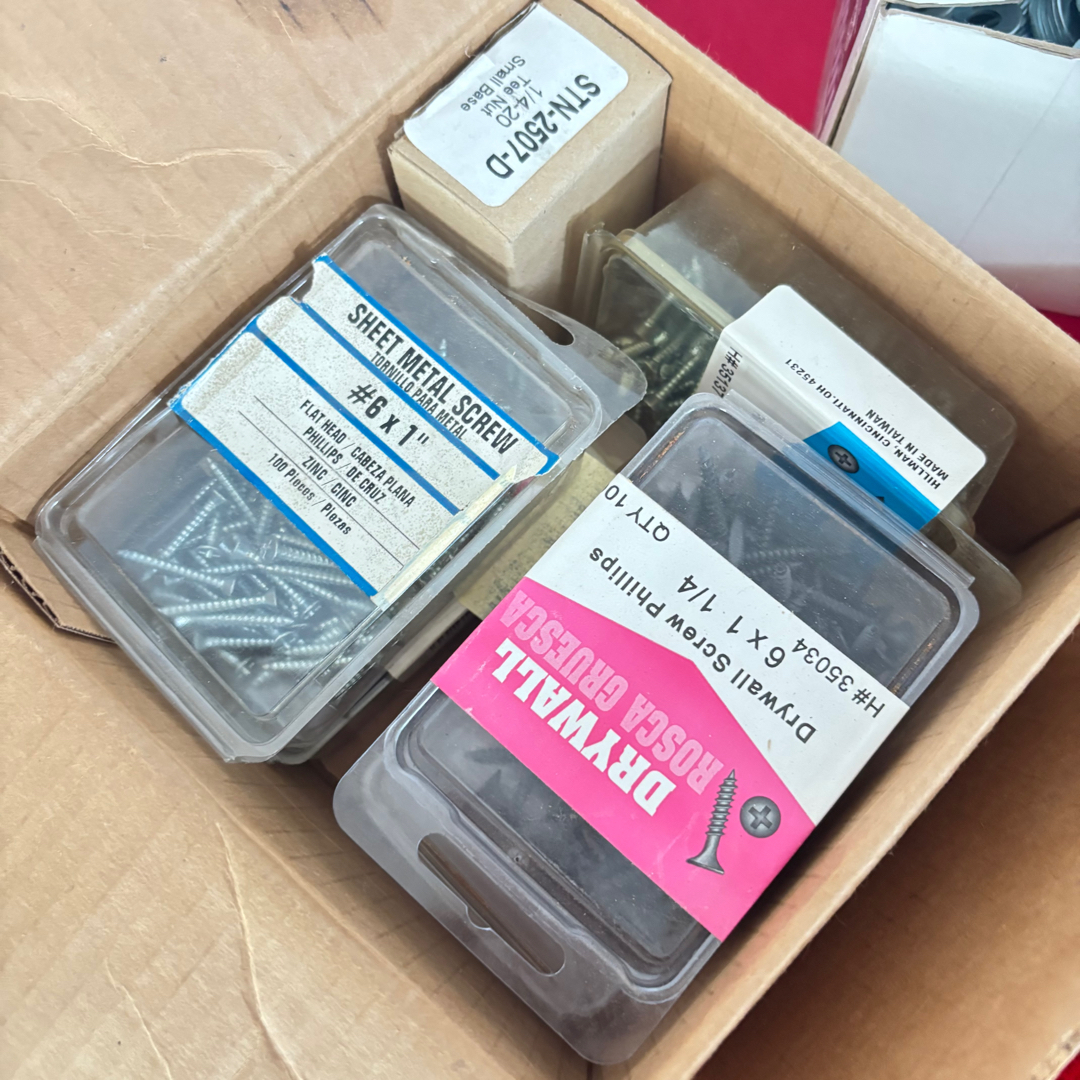 STN-2507-D
1/4-20
Tee Nut
Small Base
SHEET METAL SCREW
TORNILLO PARA METAL
#6 x 1"
FLAT HEAD / CABEZA PLANA
PHILLIPS / DE CRUZ
ZINC / CINC
100 Pieces / Piezas
HILLMAN, CINCINNATI, OH 45231
MADE IN TAIWAN
QTY 10
Drywall Screw Phillips
6 x 1 1/4
H# 35034
DRYWALL
ROSCA GRUESCA